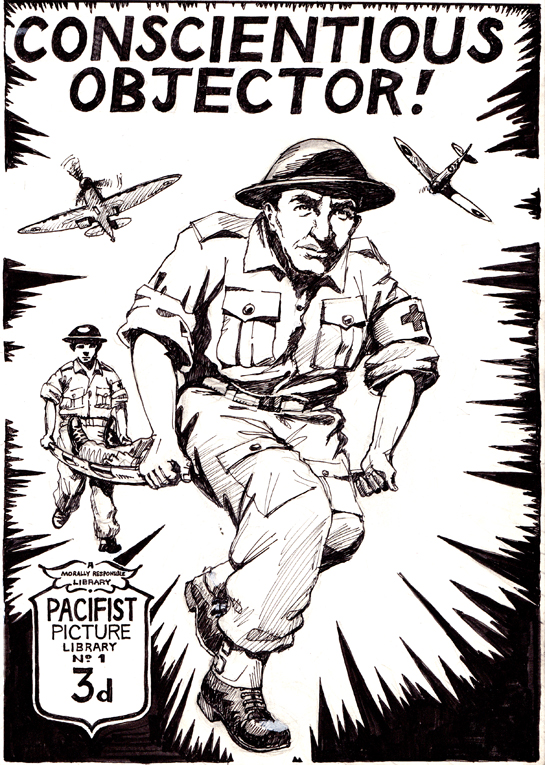 CONSCIENTIOUS
OBJECTOR!
A
MORALLY RESPONSIBLE
LIBRARY
PACIFIST
PICTURE
LIBRARY
Nº 1
3d